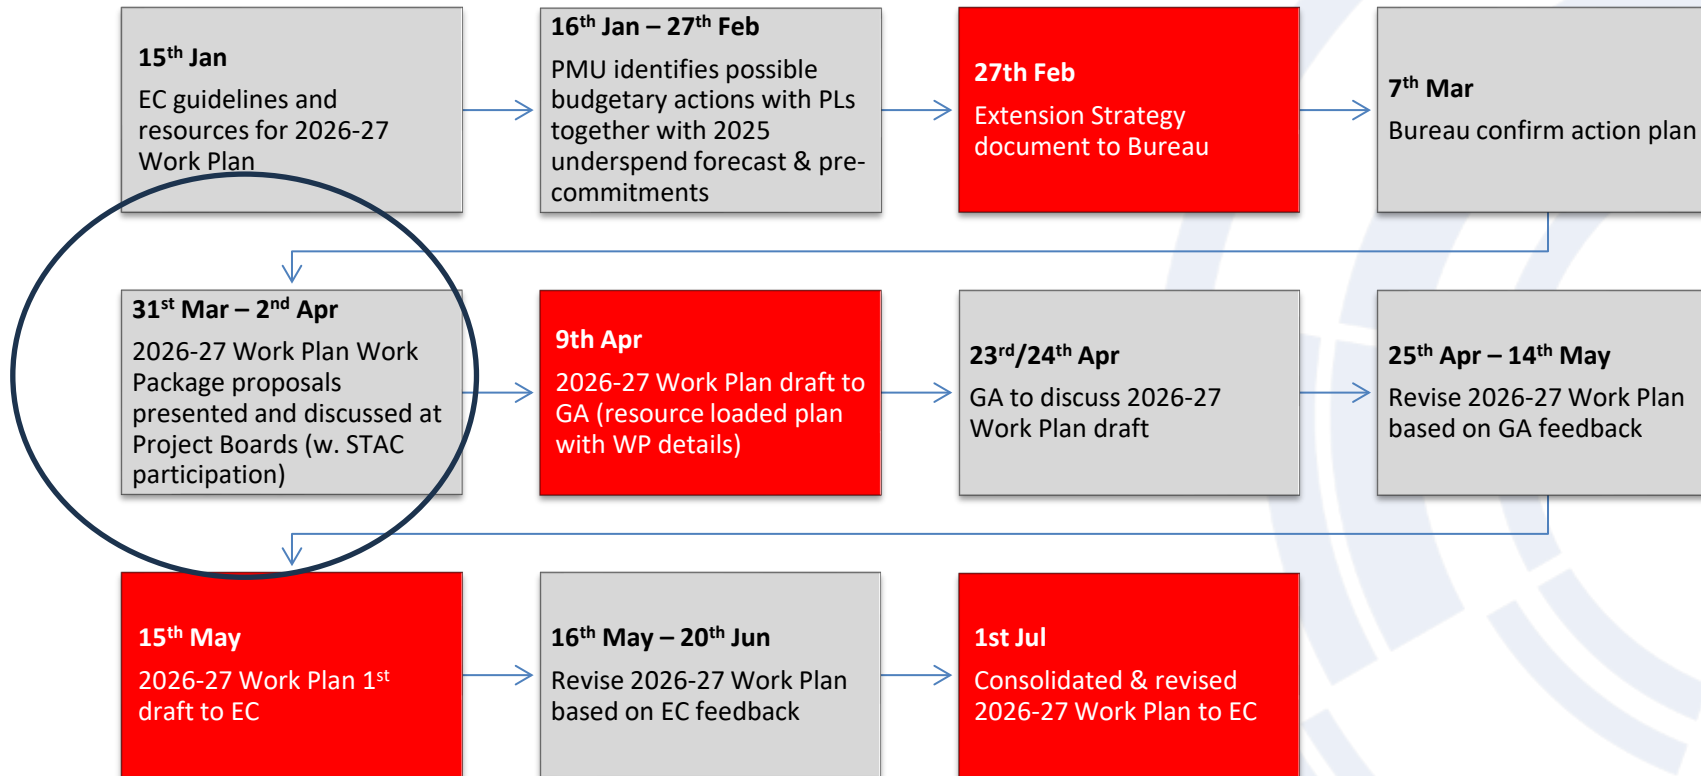 15th Jan
EC guidelines and
resources for 2026-27
Work Plan
16th Jan – 27th Feb
PMU identifies possible
budgetary actions with PLs
together with 2025
underspend forecast & pre-
commitments
27th Feb
Extension Strategy
document to Bureau
7th Mar
Bureau confirm action plan
31st Mar – 2nd Apr
2026-27 Work Plan Work
Package proposals
presented and discussed at
Project Boards (w. STAC
participation)
9th Apr
2026-27 Work Plan draft to
GA (resource loaded plan
with WP details)
23rd/24th Apr
GA to discuss 2026-27
Work Plan draft
25th Apr – 14th May
Revise 2026-27 Work Plan
based on GA feedback
15th May
2026-27 Work Plan 1st
draft to EC
16th May – 20th Jun
Revise 2026-27 Work Plan
based on EC feedback
1st Jul
Consolidated & revised
2026-27 Work Plan to EC